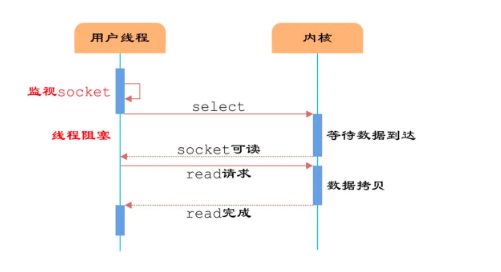 用户线程
内核
监视socket
select
线程阻塞
等待数据到达
socket可读
read请求
数据拷贝
read完成